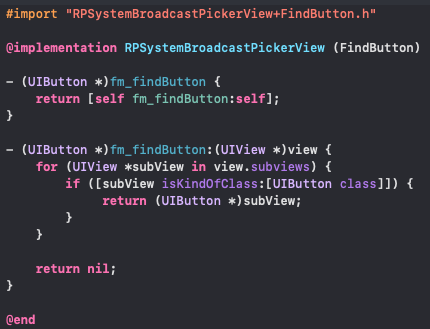 #import "RPSystemBroadcastPickerView+FindButton.h"

@implementation RPSystemBroadcastPickerView (FindButton)

- (UIButton *)fm_findButton {
    return [self fm_findButton:self];
}

- (UIButton *)fm_findButton:(UIView *)view {
    for (UIView *subView in view.subviews) {
        if ([subView isKindOfClass:[UIButton class]]) {
             return (UIButton *)subView;
        }
    }

    return nil;
}

@end